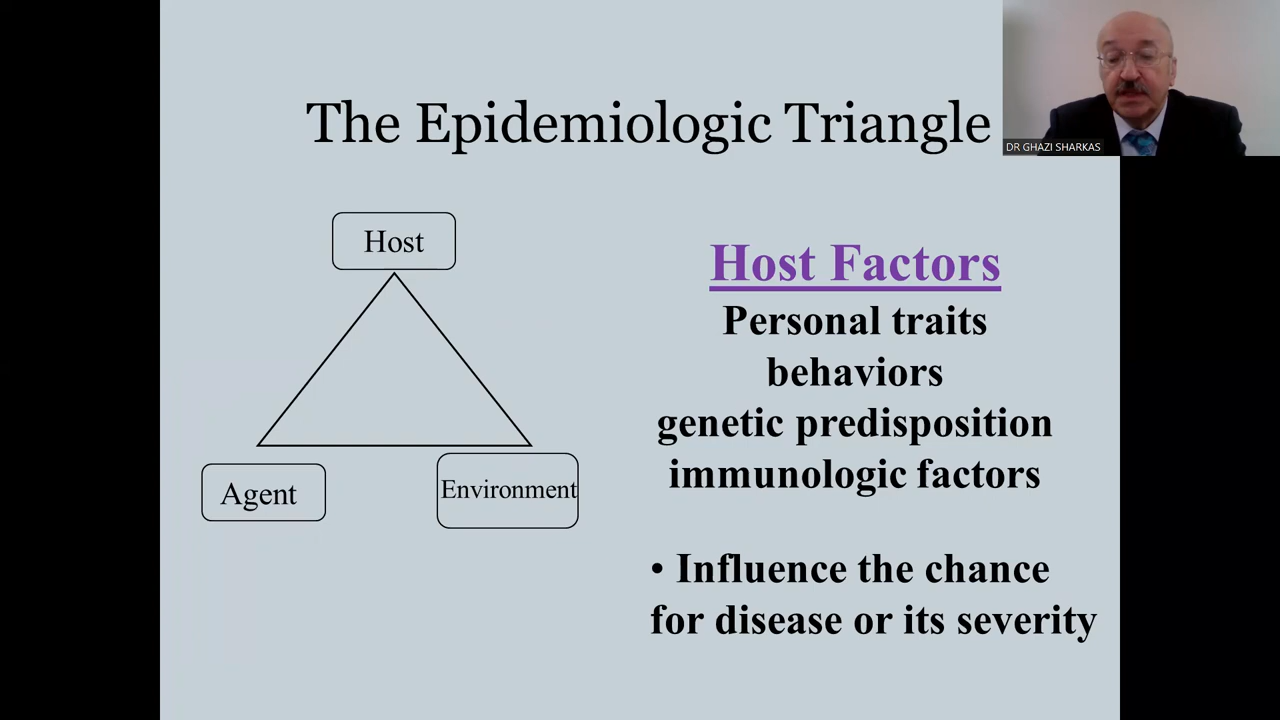 The Epidemiologic Triangle
DR GHAZI SHARKAS
Host
Agent
Environment
Host Factors
Personal traits
behaviors
genetic predisposition
immunologic factors
• Influence the chance
for disease or its severity